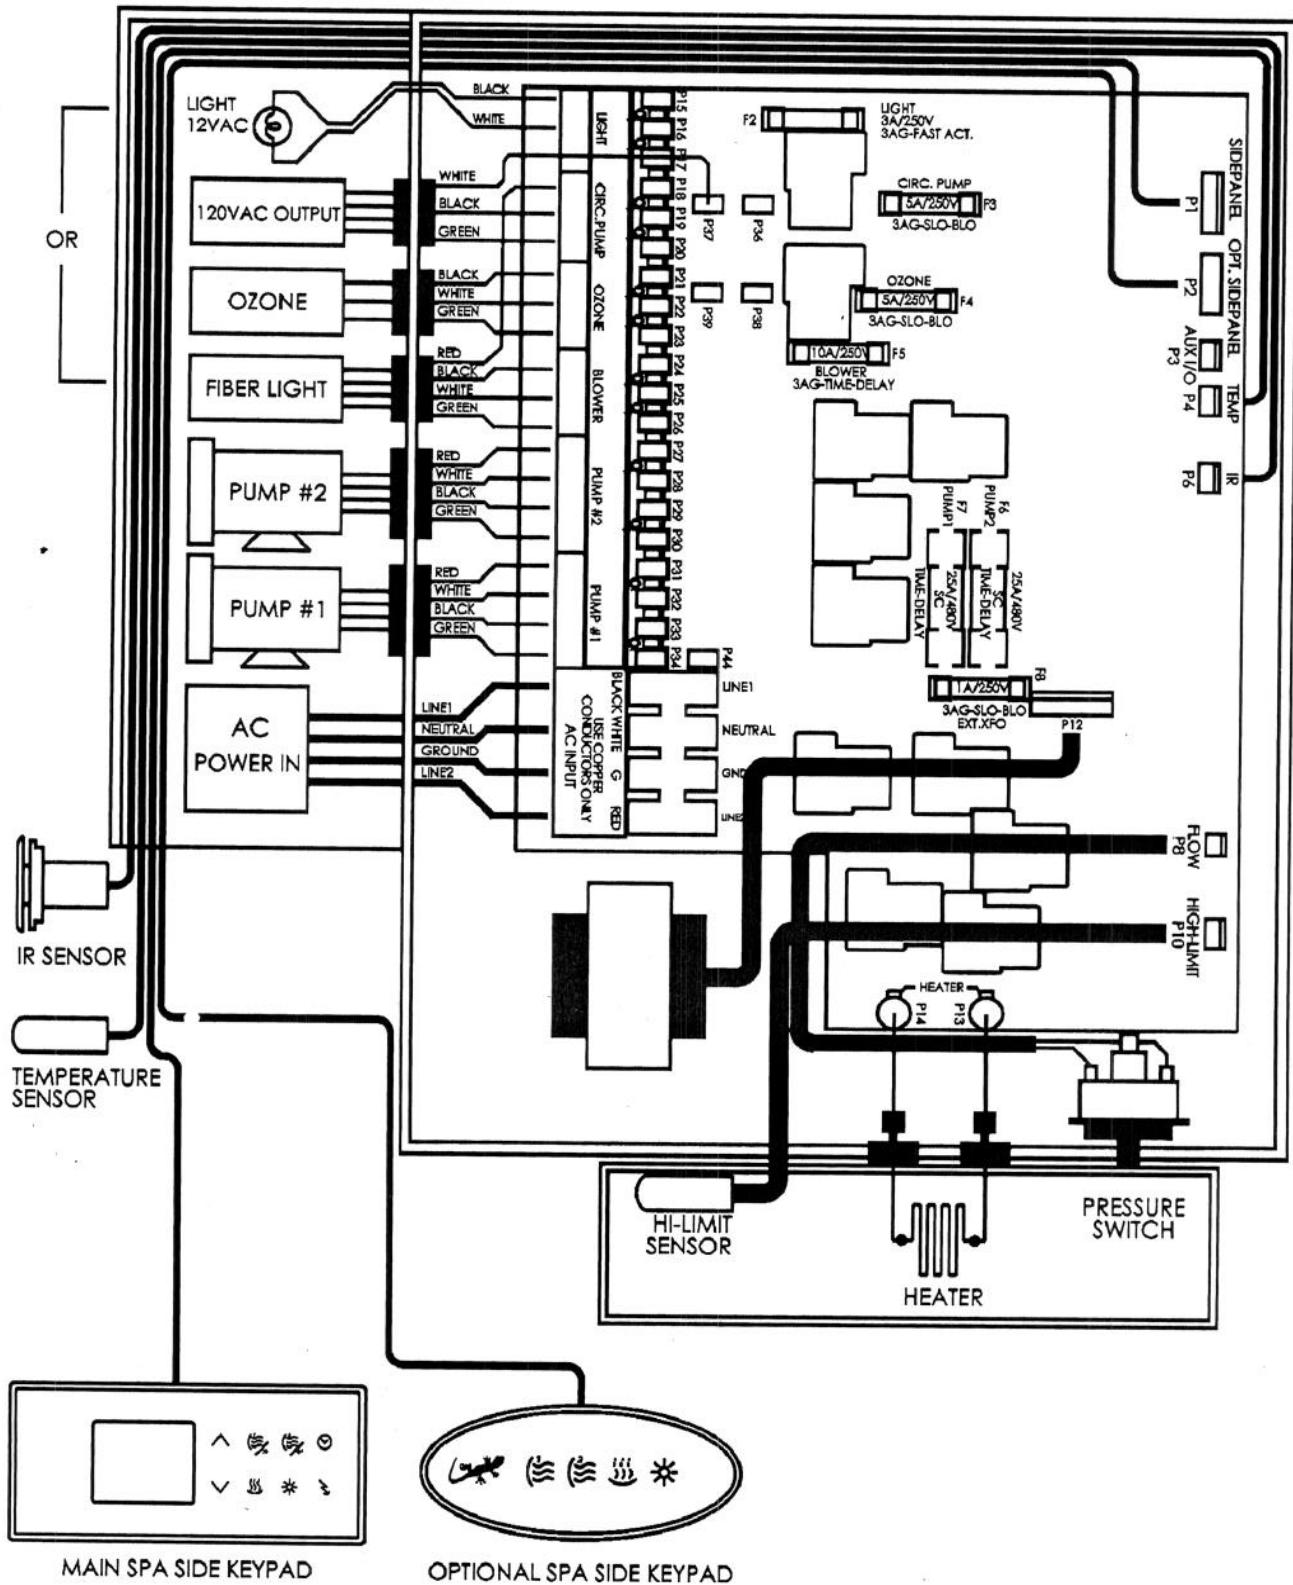 LIGHT
12VAC
BLACK
WHITE
OR
120VAC OUTPUT
WHITE
BLACK
GREEN
OZONE
BLACK
WHITE
GREEN
FIBER LIGHT
RED
BLACK
WHITE
GREEN
PUMP #2
RED
WHITE
BLACK
GREEN
PUMP #1
RED
WHITE
BLACK
GREEN
AC
POWER IN
LINE1
NEUTRAL
GROUND
LINE2
LIGHT
CIRC.PUMP
OZONE
BLOWER
PUMP #2
PUMP #1
BLACK WHITE G RED
USE COPPER
CONDUCTORS ONLY
AC INPUT
P15
P16
P17
P18
P19
P20
P21
P22
P23
P24
P25
P26
P27
P28
P29
P30
P31
P32
P33
P34
P44
LINE1
NEUTRAL
GND
LINE2
P37
P36
P39
P38
F2
LIGHT
3A/250V
3AG-FAST ACT.
CIRC. PUMP
5A/250V F3
3AG-SLO-BLO
OZONE
5A/250V F4
3AG-SLO-BLO
10A/250V F5
BLOWER
3AG-TIME-DELAY
F6
PUMP2
F7
PUMP1
25A/480V
SC
TIME-DELAY
25A/480V
SC
TIME-DELAY
F8
1A/250V
3AG-SLO-BLO
EXT.XFO
P12
SIDEPANEL
P1
OPT. SIDEPANEL
P2
AUX I/O
P3
TEMP
P4
IR
P6
FLOW
P8
HIGH-LIMIT
P10
HEATER
P14
P13
IR SENSOR
TEMPERATURE
SENSOR
HI-LIMIT
SENSOR
HEATER
PRESSURE
SWITCH
MAIN SPA SIDE KEYPAD
OPTIONAL SPA SIDE KEYPAD